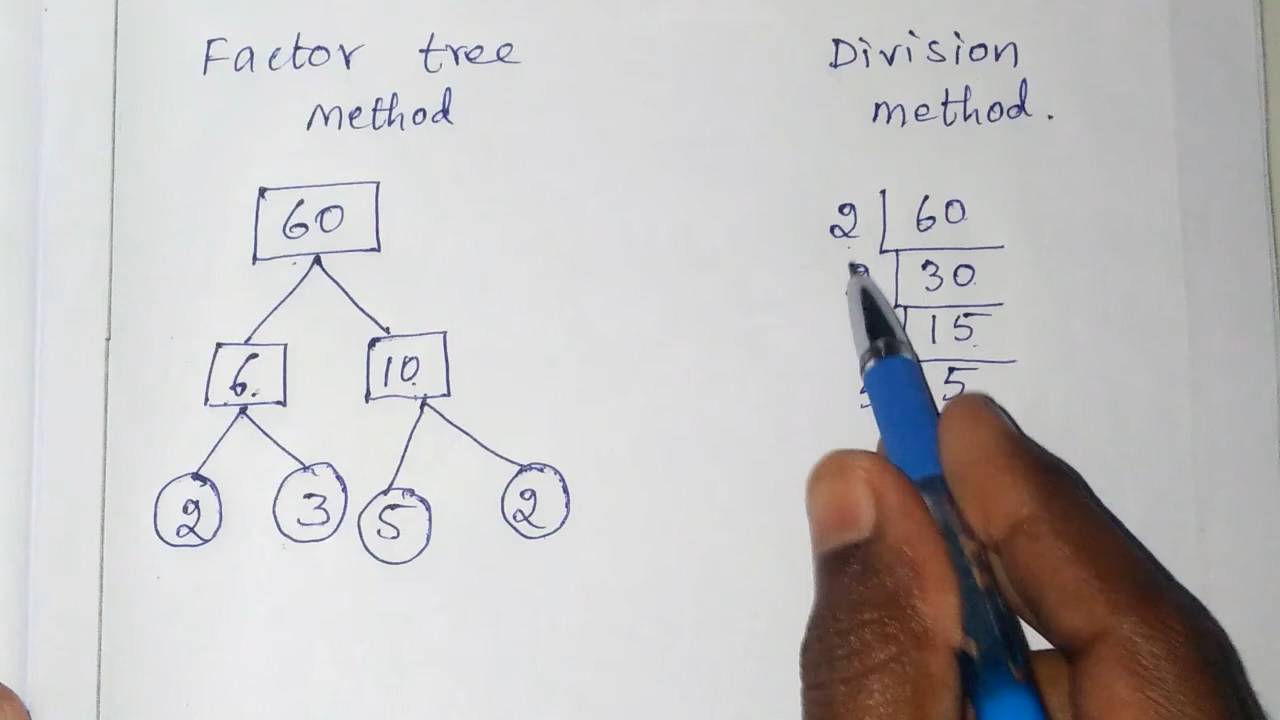 Factor tree
method
60
6. 10.
2 3 5 2
Division
method.
2 60
30
15
5